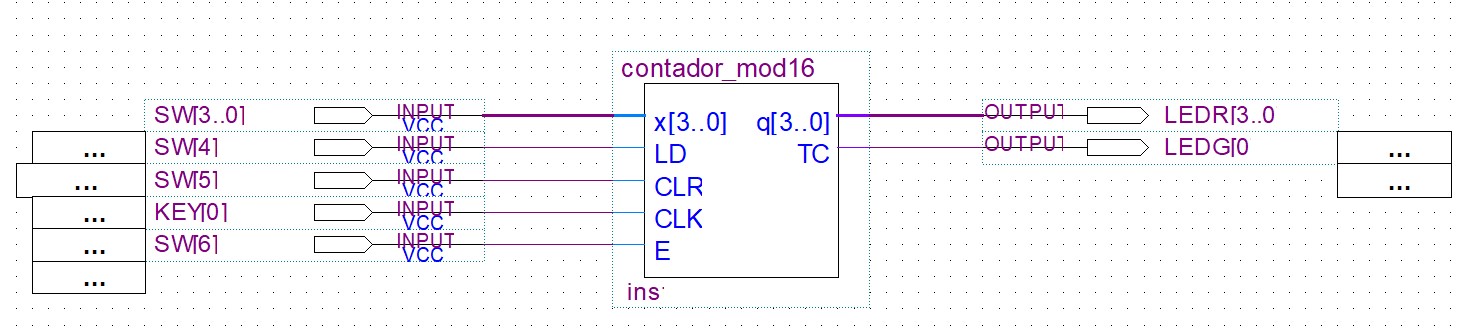 contador_mod16
SW[3..0] INPUT VCC x[3..0] q[3..0] OUTPUT LEDR[3..0
... SW[4] INPUT VCC LD TC OUTPUT LEDG[0 ...
... SW[5] INPUT VCC CLR ...
... KEY[0] INPUT VCC CLK
... SW[6] INPUT VCC E
...
ins